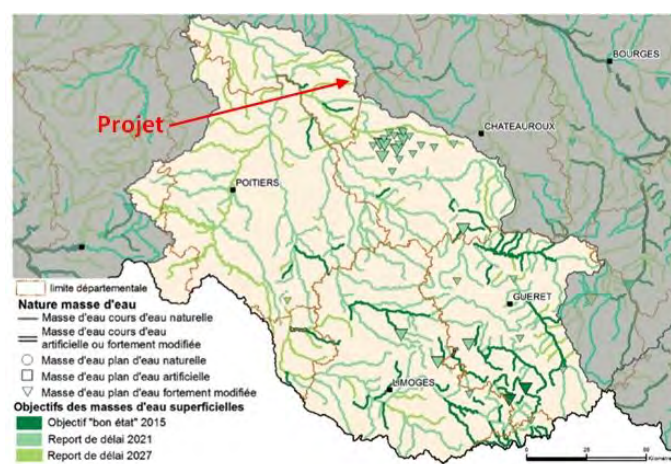 BOURGES
Projet
CHATEAUROUX
POITIERS
GUERET
LIMOGES
limite départementale
Nature masse d'eau
Masse d'eau cours d'eau naturelle
Masse d'eau cours d'eau
artificielle ou fortement modifiée
Masse d'eau plan d'eau naturelle
Masse d'eau plan d'eau artificielle
Masse d'eau plan d'eau fortement modifiée
Objectifs des masses d'eau superficielles
Objectif "bon état" 2015
Report de délai 2021
Report de délai 2027